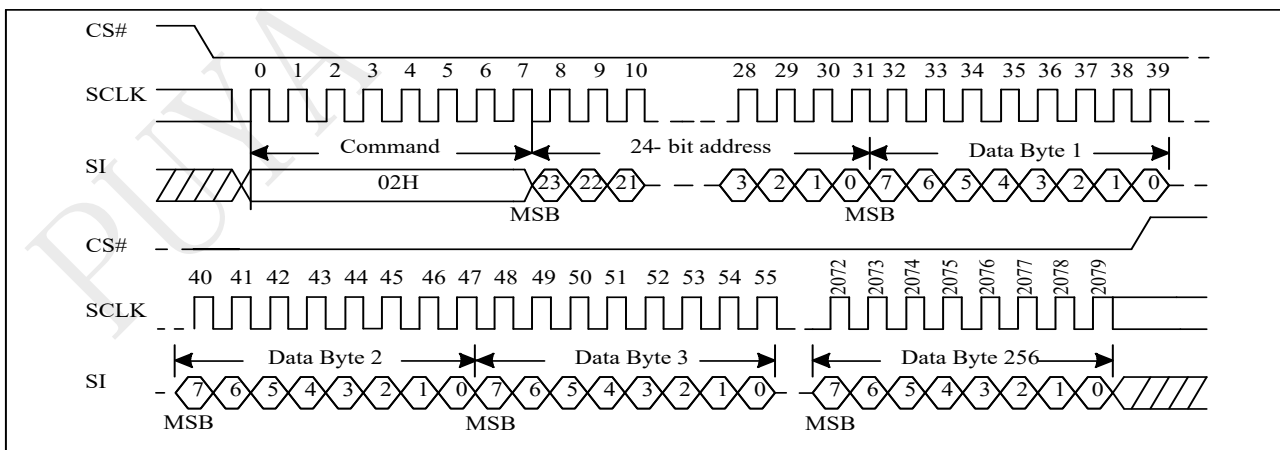 CS#
0 1 2 3 4 5 6 7 8 9 10 28 29 30 31 32 33 34 35 36 37 38 39
SCLK
Command 24- bit address Data Byte 1
SI
02H 23 22 21 3 2 1 0 7 6 5 4 3 2 1 0
MSB MSB
CS#
40 41 42 43 44 45 46 47 48 49 50 51 52 53 54 55 2072 2073 2074 2075 2076 2077 2078 2079
SCLK
Data Byte 2 Data Byte 3 Data Byte 256
SI
7 6 5 4 3 2 1 0 7 6 5 4 3 2 1 0 7 6 5 4 3 2 1 0
MSB MSB MSB
PUYA